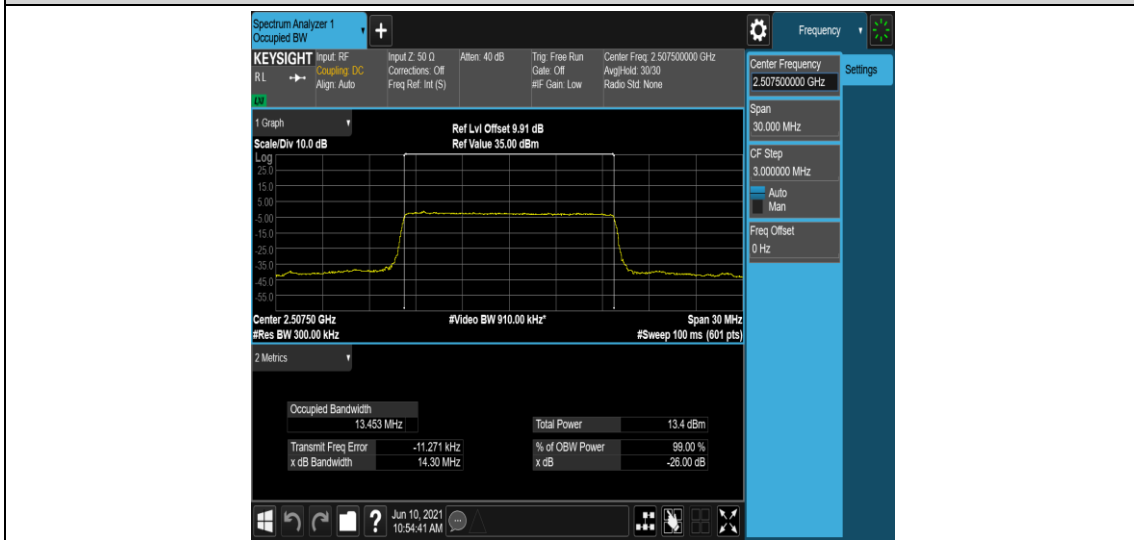 Spectrum Analyzer 1
Occupied BW
Frequency
KEYSIGHT
RL
Input: RF
Coupling: DC
Align: Auto
Input Z: 50 Ω
Corrections: Off
Freq Ref: Int (S)
Atten: 40 dB
Trig: Free Run
Gate: Off
#IF Gain: Low
Center Freq: 2.507500000 GHz
Avg|Hold: 30/30
Radio Std: None
Center Frequency
2.507500000 GHz
Settings
Span
30.000 MHz
CF Step
3.000000 MHz
Auto
Man
Freq Offset
0 Hz
1 Graph
Scale/Div 10.0 dB
Ref Lvl Offset 9.91 dB
Ref Value 35.00 dBm
Log
25.0
15.0
5.00
-5.00
-15.0
-25.0
-35.0
-45.0
-55.0
Center 2.50750 GHz
#Video BW 910.00 kHz*
Span 30 MHz
#Res BW 300.00 kHz
#Sweep 100 ms (601 pts)
2 Metrics
Occupied Bandwidth
13.453 MHz
Total Power
13.4 dBm
Transmit Freq Error
-11.271 kHz
% of OBW Power
99.00 %
x dB Bandwidth
14.30 MHz
x dB
-26.00 dB
?
Jun 10, 2021
10:54:41 AM